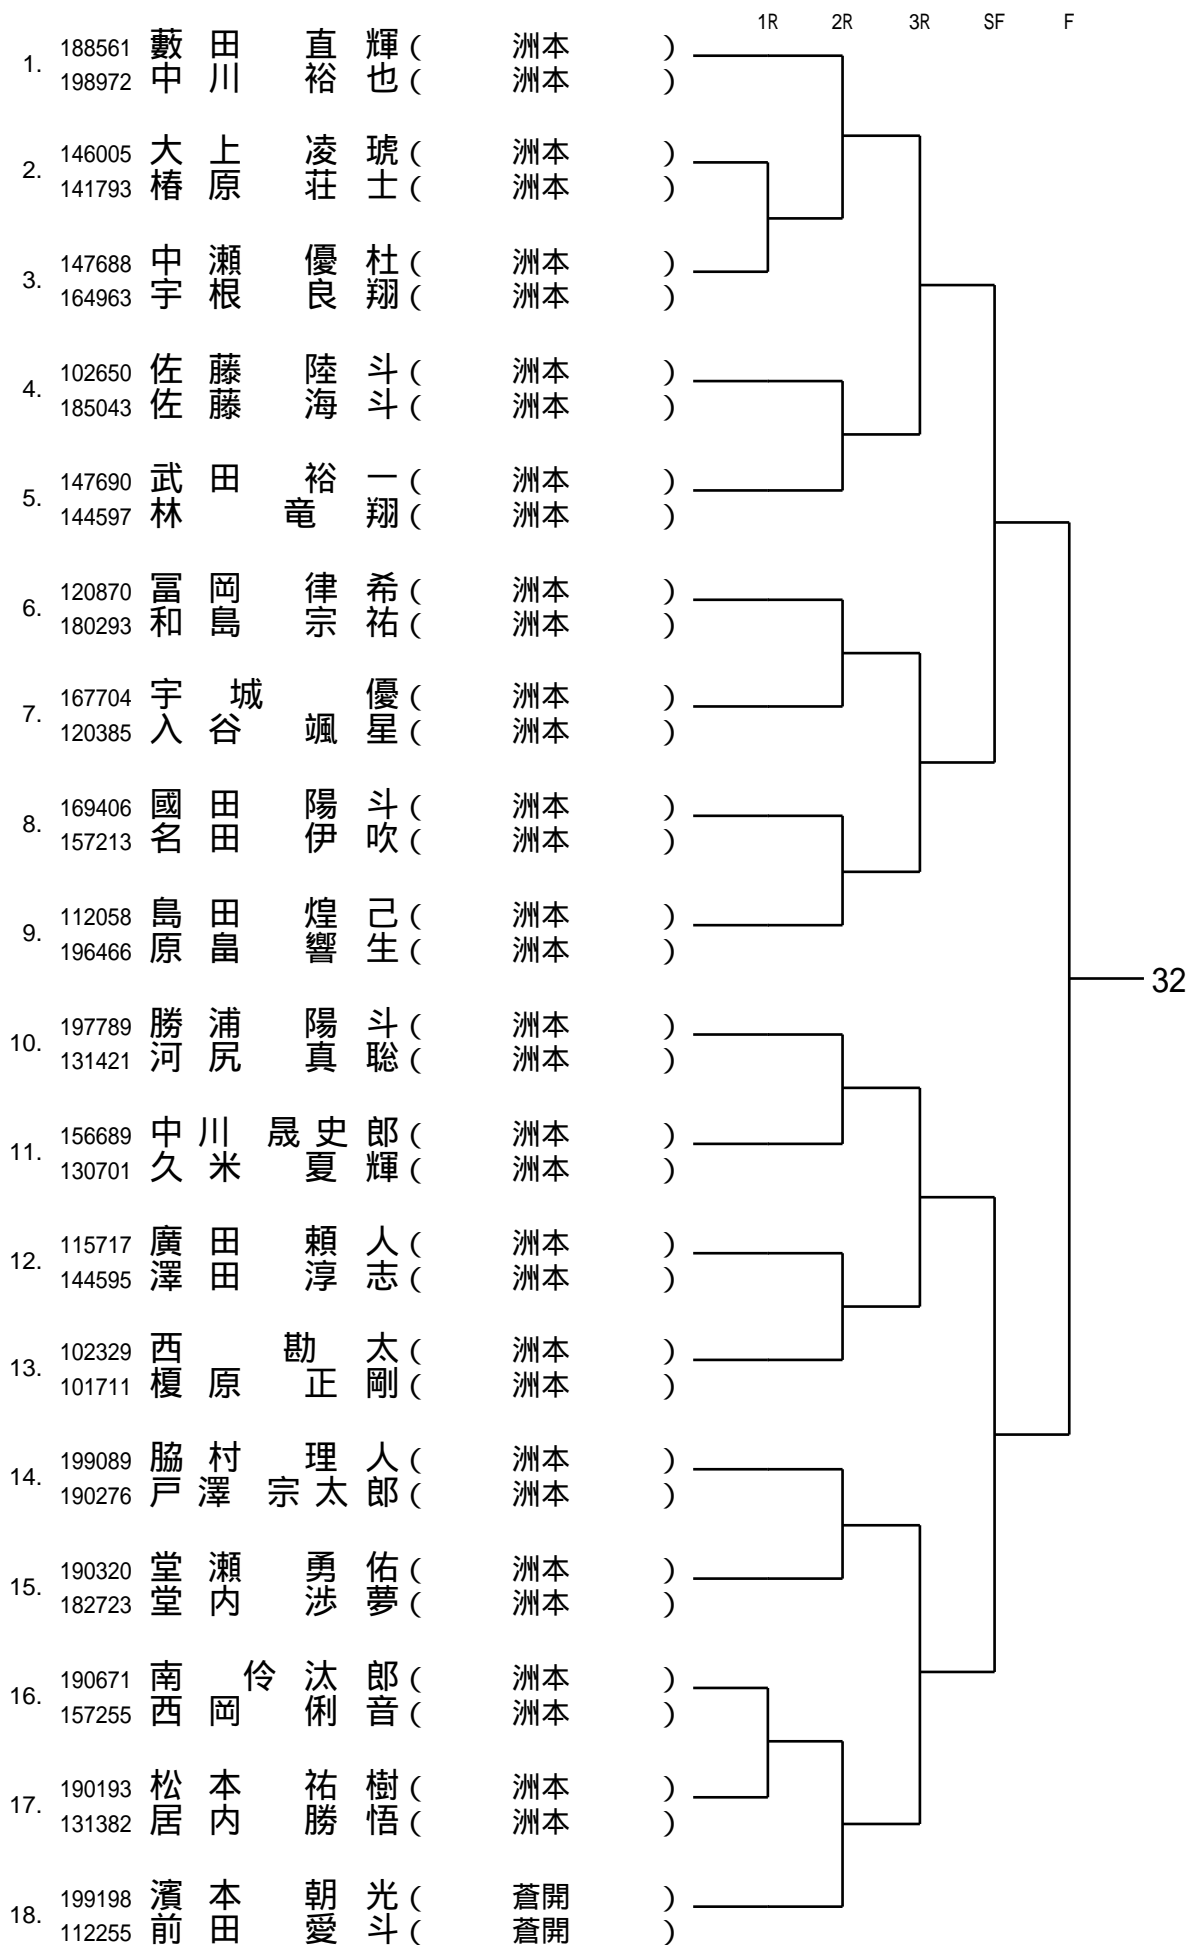 1R 2R 3R SF F
1. 188561 藪田 直輝 ( 洲本 )
198972 中川 裕也 ( 洲本 )
2. 146005 大上 凌琥 ( 洲本 )
141793 椿原 荘士 ( 洲本 )
3. 147688 中瀬 優杜 ( 洲本 )
164963 宇根 良翔 ( 洲本 )
4. 102650 佐藤 陸斗 ( 洲本 )
185043 佐藤 海斗 ( 洲本 )
5. 147690 武田 裕一 ( 洲本 )
144597 林 竜翔 ( 洲本 )
6. 120870 冨岡 律希 ( 洲本 )
180293 和島 宗祐 ( 洲本 )
7. 167704 宇城 優 ( 洲本 )
120385 入谷 颯星 ( 洲本 )
8. 169406 國田 陽斗 ( 洲本 )
157213 名田 伊吹 ( 洲本 )
9. 112058 島田 煌己 ( 洲本 )
196466 原畠 響生 ( 洲本 )
32
10. 197789 勝浦 陽斗 ( 洲本 )
131421 河尻 真聡 ( 洲本 )
11. 156689 中川 晟史郎 ( 洲本 )
130701 久米 夏輝 ( 洲本 )
12. 115717 廣田 頼人 ( 洲本 )
144595 澤田 淳志 ( 洲本 )
13. 102329 西 勘太 ( 洲本 )
101711 榎原 正剛 ( 洲本 )
14. 199089 脇村 理人 ( 洲本 )
190276 戸澤 宗太郎 ( 洲本 )
15. 190320 堂瀬 勇佑 ( 洲本 )
182723 堂内 渉夢 ( 洲本 )
16. 190671 南 伶汰郎 ( 洲本 )
157255 西岡 俐音 ( 洲本 )
17. 190193 松本 祐樹 ( 洲本 )
131382 居内 勝悟 ( 洲本 )
18. 199198 濱本 朝光 ( 蒼開 )
112255 前田 愛斗 ( 蒼開 )